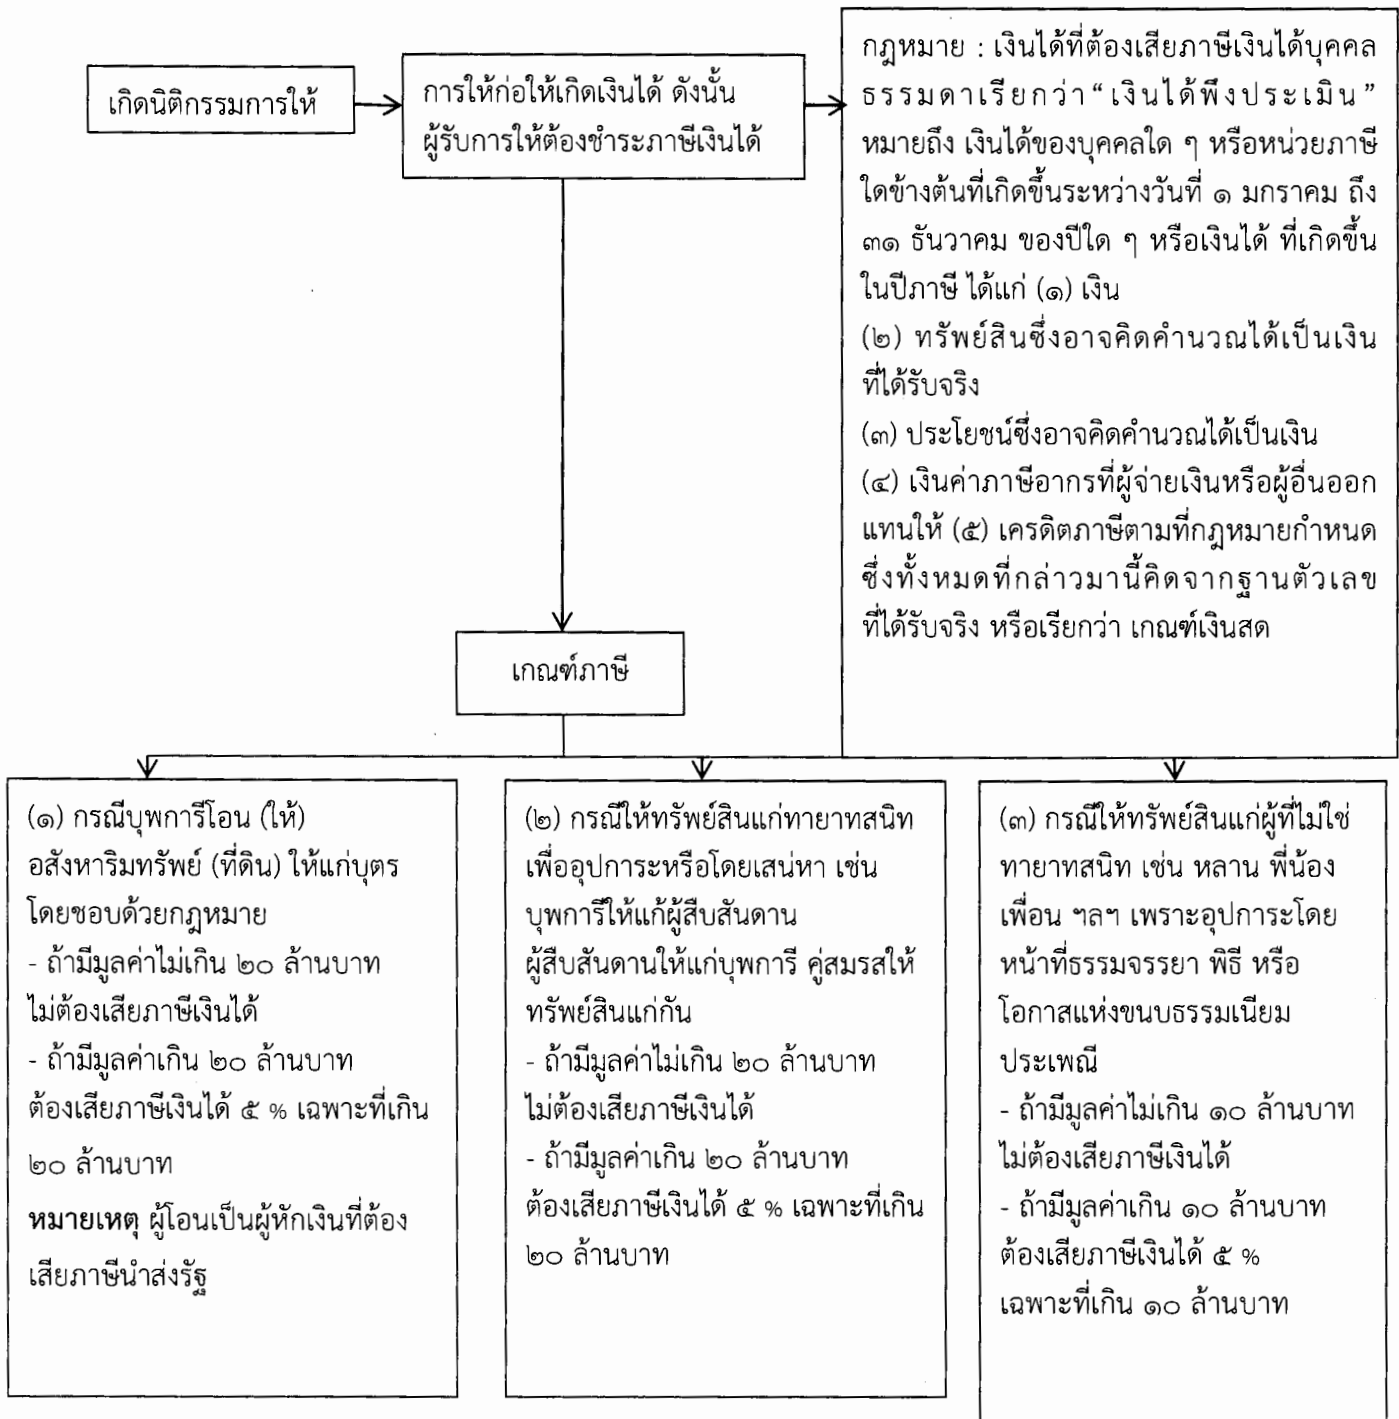 เกิดนิติกรรมการให้
การให้ก่อให้เกิดเงินได้ ดังนั้น
ผู้รับการให้ต้องชำระภาษีเงินได้
กฎหมาย : เงินได้ที่ต้องเสียภาษีเงินได้บุคคล
ธรรมดาเรียกว่า “เงินได้พึงประเมิน”
หมายถึง เงินได้ของบุคคลใด ๆ หรือหน่วยภาษี
ใดข้างต้นที่เกิดขึ้นระหว่างวันที่ ๑ มกราคม ถึง
๓๑ ธันวาคม ของปีใด ๆ หรือเงินได้ ที่เกิดขึ้น
ในปีภาษี ได้แก่ (๑) เงิน
(๒) ทรัพย์สินซึ่งอาจคิดคำนวณได้เป็นเงิน
ที่ได้รับจริง
(๓) ประโยชน์ซึ่งอาจคิดคำนวณได้เป็นเงิน
(๔) เงินค่าภาษีอากรที่ผู้จ่ายเงินหรือผู้อื่นออก
แทนให้ (๕) เครดิตภาษีตามที่กฎหมายกำหนด
ซึ่งทั้งหมดที่กล่าวมานี้คิดจากฐานตัวเลข
ที่ได้รับจริง หรือเรียกว่า เกณฑ์เงินสด
เกณฑ์ภาษี
(๑) กรณีบุพการีโอน (ให้)
อสังหาริมทรัพย์ (ที่ดิน) ให้แก่บุตร
โดยชอบด้วยกฎหมาย
- ถ้ามีมูลค่าไม่เกิน ๒๐ ล้านบาท
ไม่ต้องเสียภาษีเงินได้
- ถ้ามีมูลค่าเกิน ๒๐ ล้านบาท
ต้องเสียภาษีเงินได้ ๕ % เฉพาะที่เกิน
๒๐ ล้านบาท
หมายเหตุ ผู้โอนเป็นผู้หักเงินที่ต้อง
เสียภาษีนำส่งรัฐ
(๒) กรณีให้ทรัพย์สินแก่ทายาทสนิท
เพื่ออุปการะหรือโดยเสน่หา เช่น
บุพการีให้แก้ผู้สืบสันดาน
ผู้สืบสันดานให้แก่บุพการี คู่สมรสให้
ทรัพย์สินแก่กัน
- ถ้ามีมูลค่าไม่เกิน ๒๐ ล้านบาท
ไม่ต้องเสียภาษีเงินได้
- ถ้ามีมูลค่าเกิน ๒๐ ล้านบาท
ต้องเสียภาษีเงินได้ ๕ % เฉพาะที่เกิน
๒๐ ล้านบาท
(๓) กรณีให้ทรัพย์สินแก่ผู้ที่ไม่ใช่
ทายาทสนิท เช่น หลาน พี่น้อง
เพื่อน ฯลฯ เพราะอุปการะโดย
หน้าที่ธรรมจรรยา พิธี หรือ
โอกาสแห่งขนบธรรมเนียม
ประเพณี
- ถ้ามีมูลค่าไม่เกิน ๑๐ ล้านบาท
ไม่ต้องเสียภาษีเงินได้
- ถ้ามีมูลค่าเกิน ๑๐ ล้านบาท
ต้องเสียภาษีเงินได้ ๕ %
เฉพาะที่เกิน ๑๐ ล้านบาท